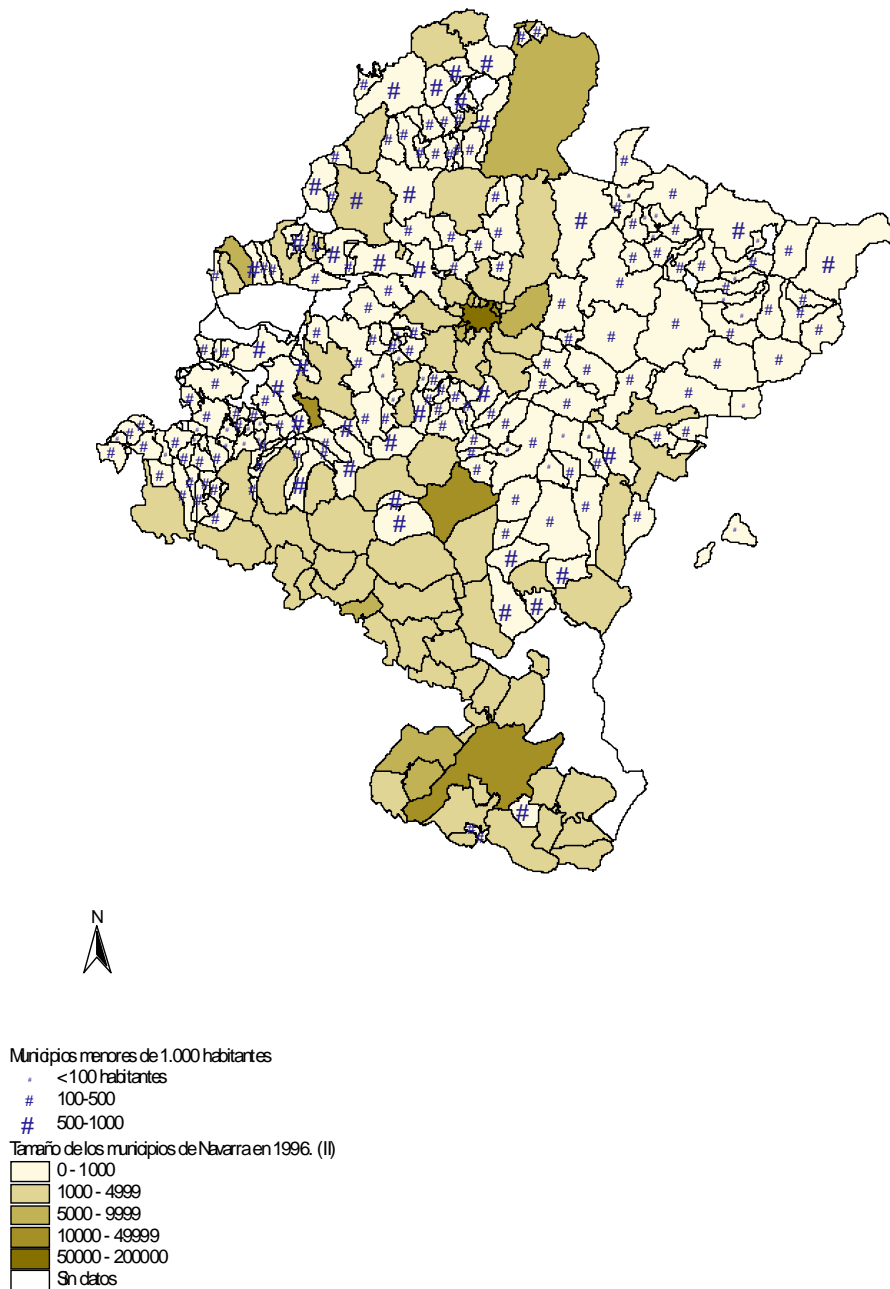 N
Municipios menores de 1.000 habitantes
<100 habitantes
100-500
500-1000
Tamaño de los municipios de Navarra en 1996. (II)
0 - 1000
1000 - 4999
5000 - 9999
10000 - 49999
50000 - 200000
Sin datos